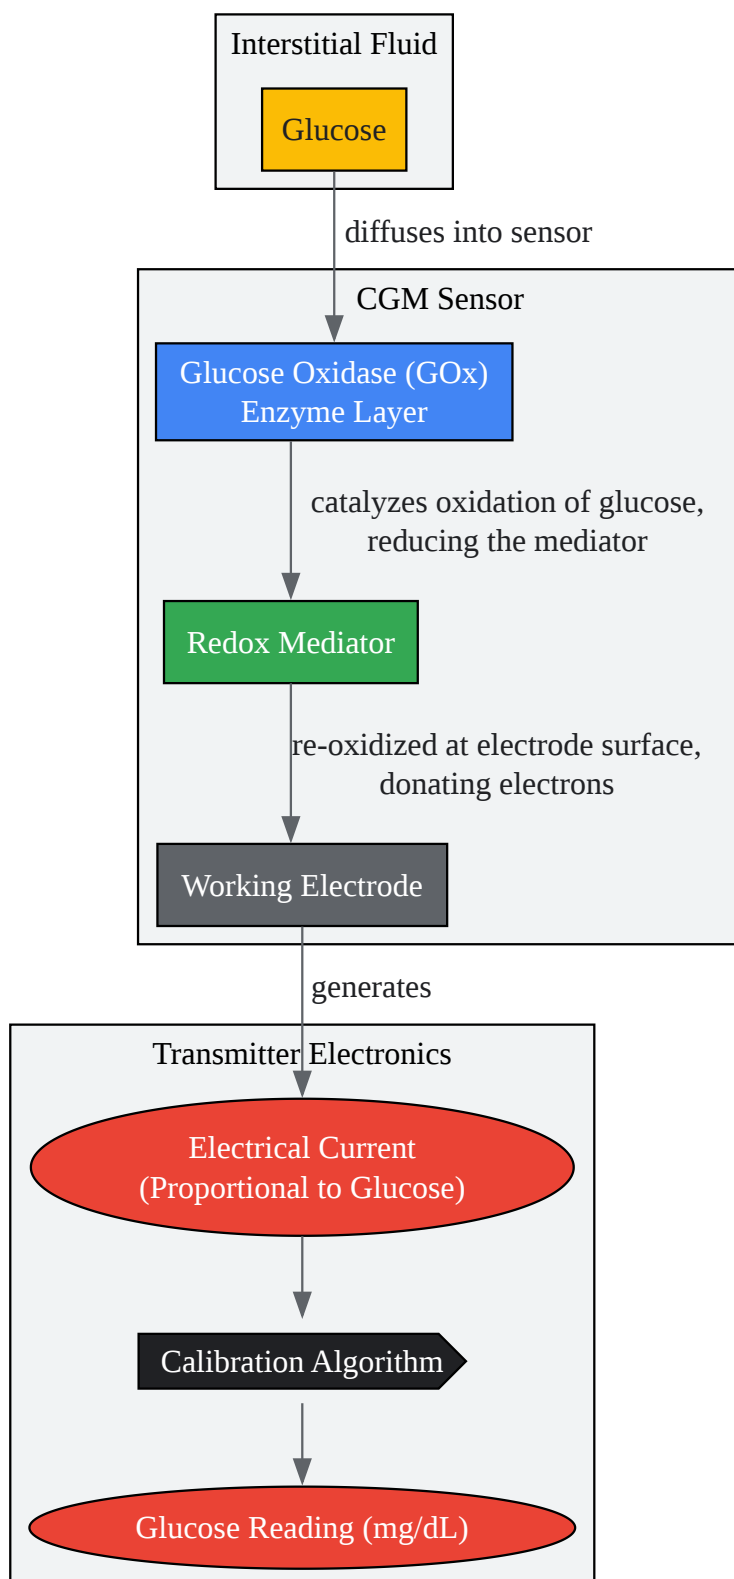 Interstitial Fluid
Glucose
diffuses into sensor
CGM Sensor
Glucose Oxidase (GOx)
Enzyme Layer
catalyzes oxidation of glucose,
reducing the mediator
Redox Mediator
re-oxidized at electrode surface,
donating electrons
Working Electrode
generates
Transmitter Electronics
Electrical Current
(Proportional to Glucose)
Calibration Algorithm
Glucose Reading (mg/dL)